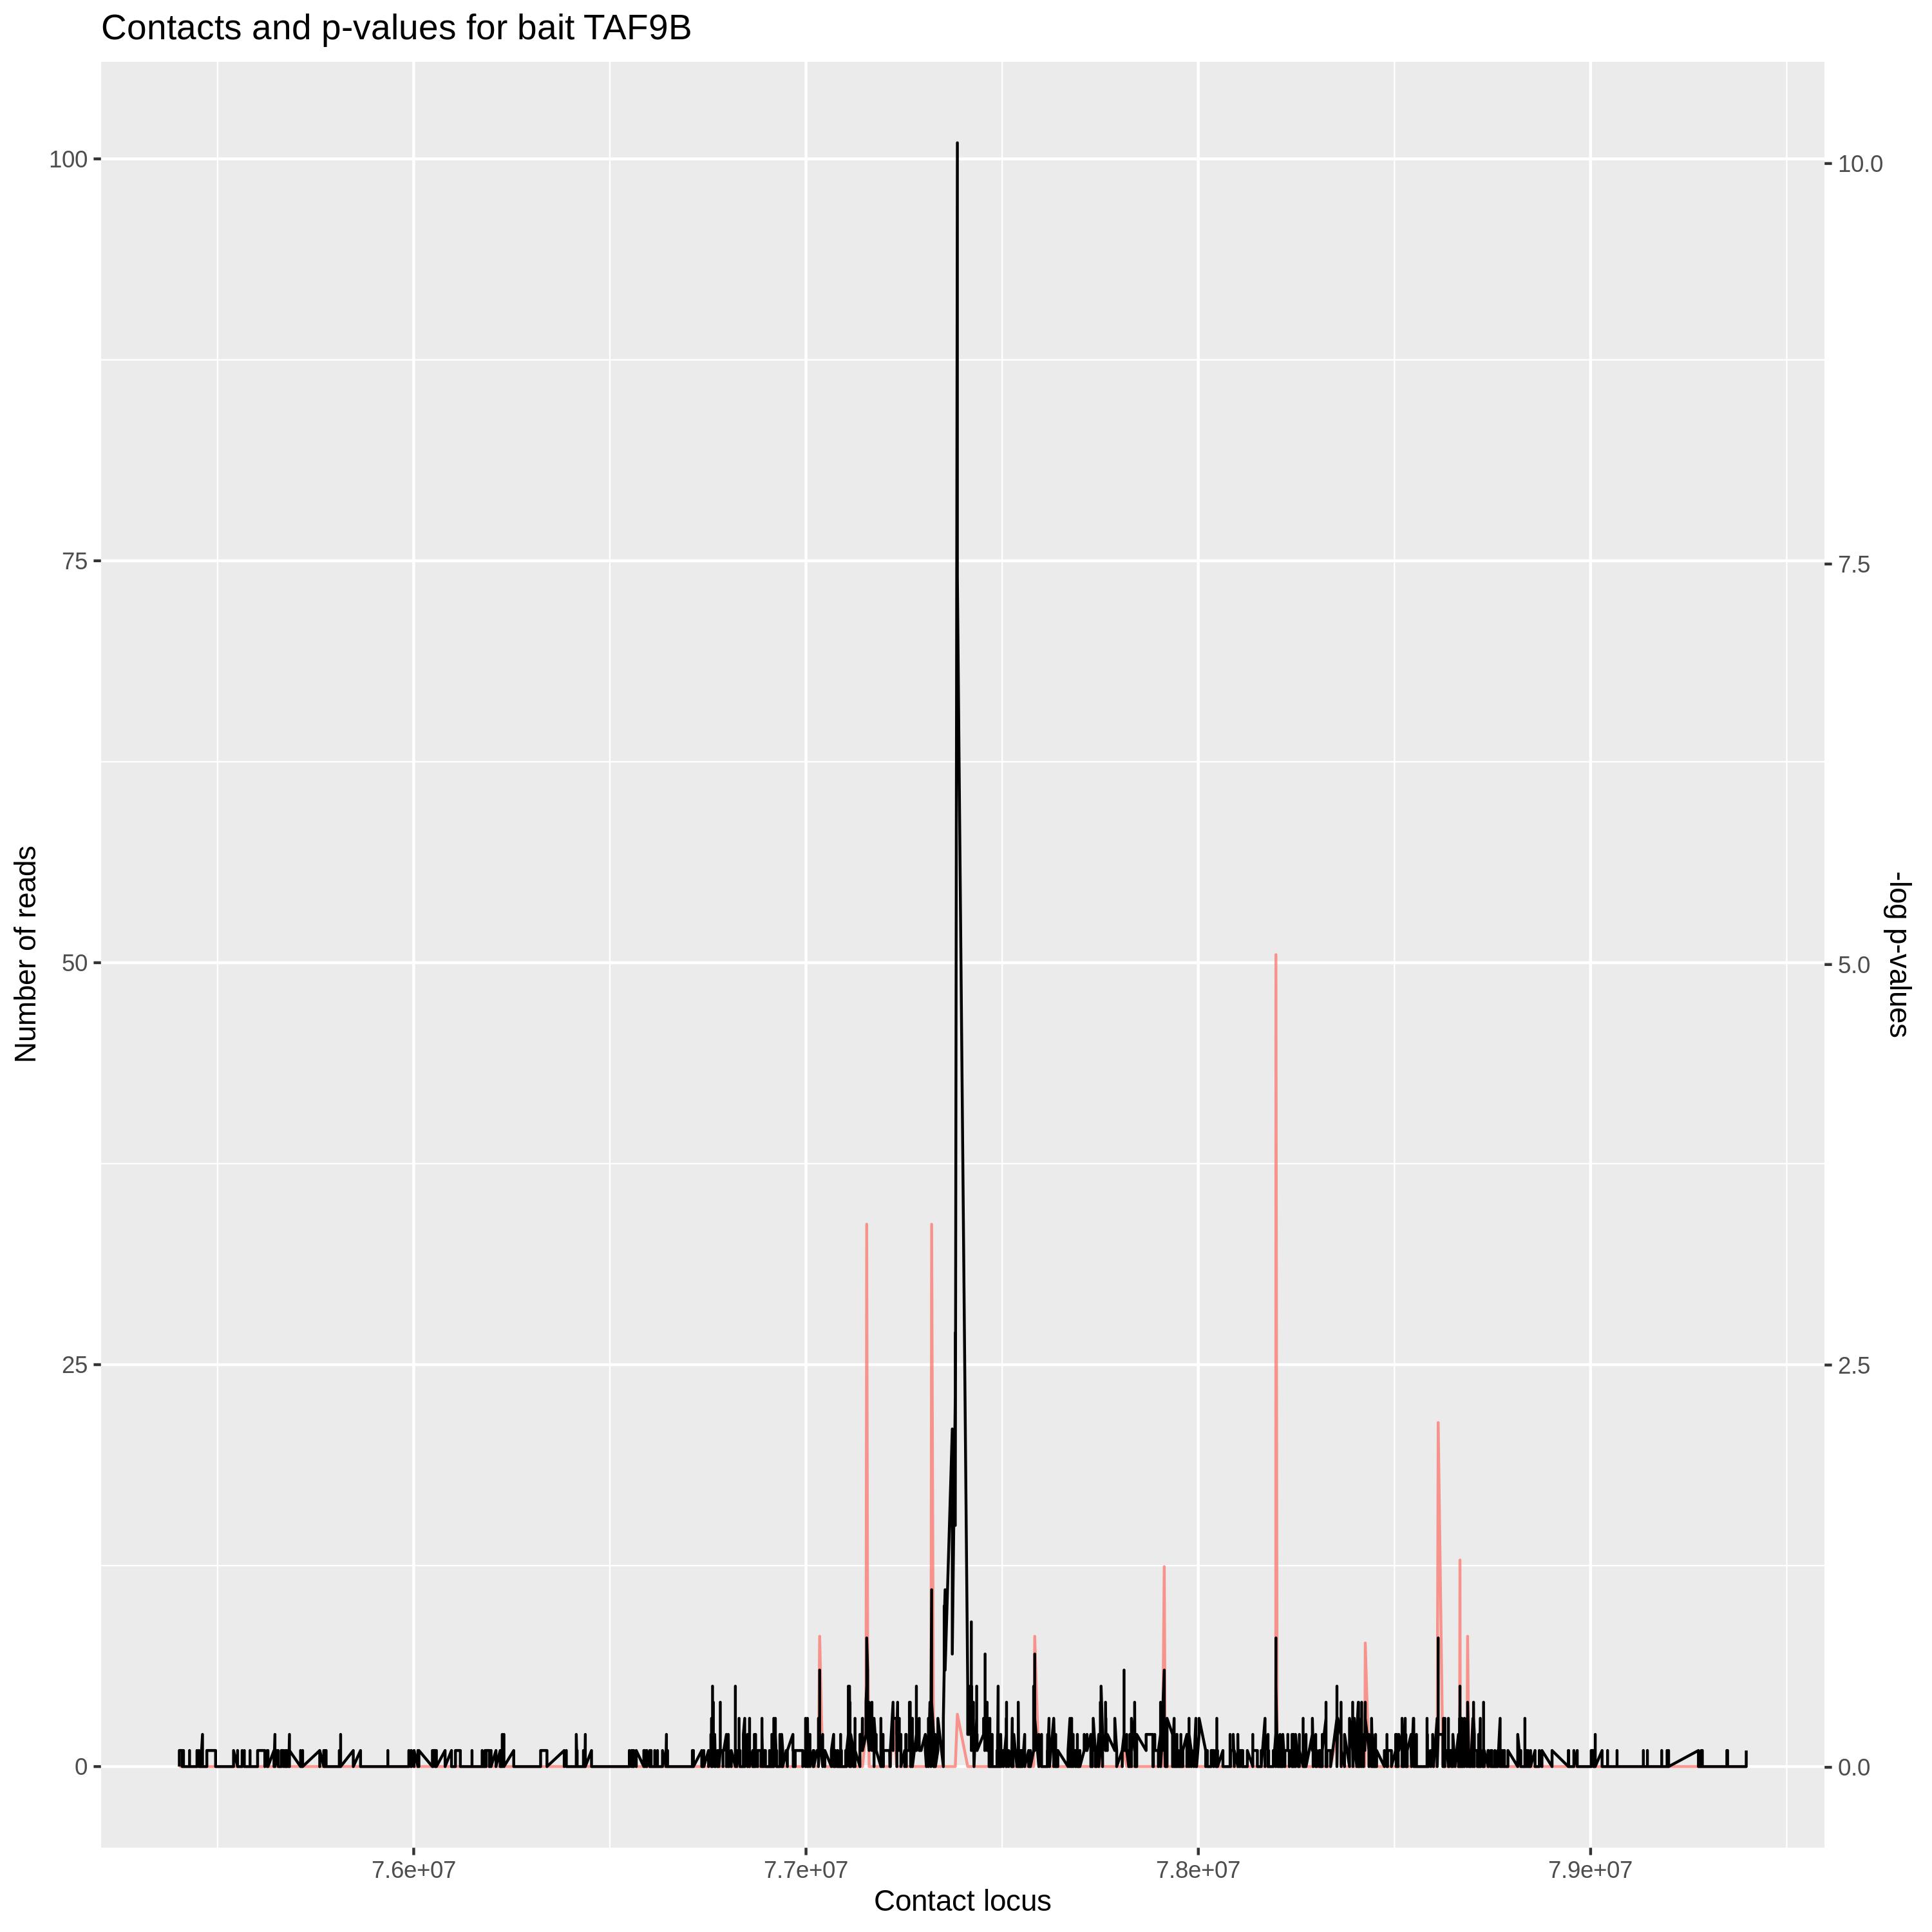 Contacts and p-values for bait TAF9B
100
75
50
25
0
Number of reads
10.0
7.5
5.0
2.5
0.0
-log p-values
7.6e+07
7.7e+07
7.8e+07
7.9e+07
Contact locus